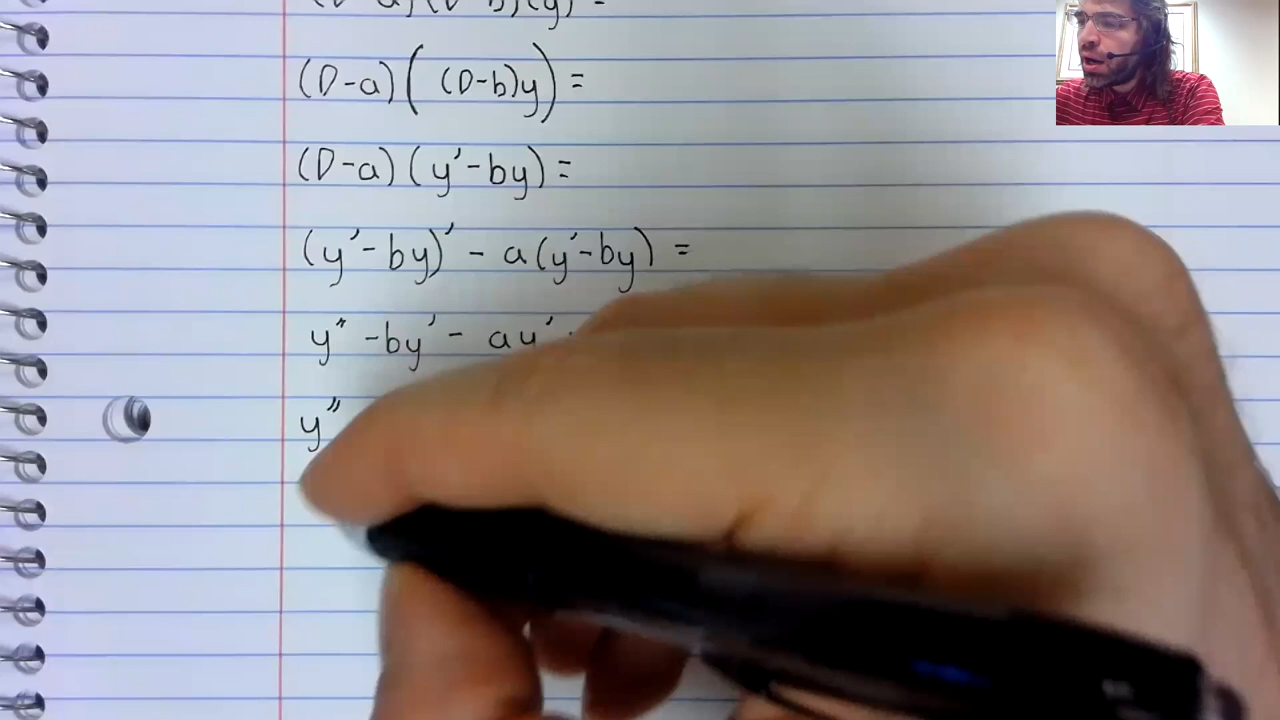 (D-a)(D-b)(y) =
(D-a)((D-b)y) =
(D-a)(y'-by) =
(y'-by)' - a(y'-by) =
y" -by' - ay'
y"